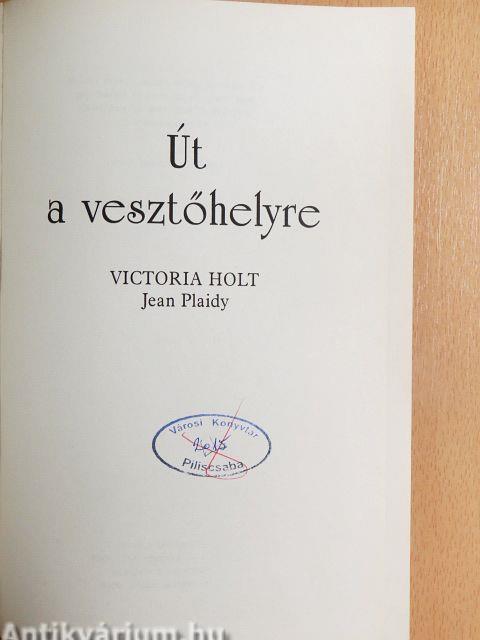 Út
a vesztőhelyre
VICTORIA HOLT
Jean Plaidy
Városi Könyvtár
Piliscsaba
Antikvárium.hu